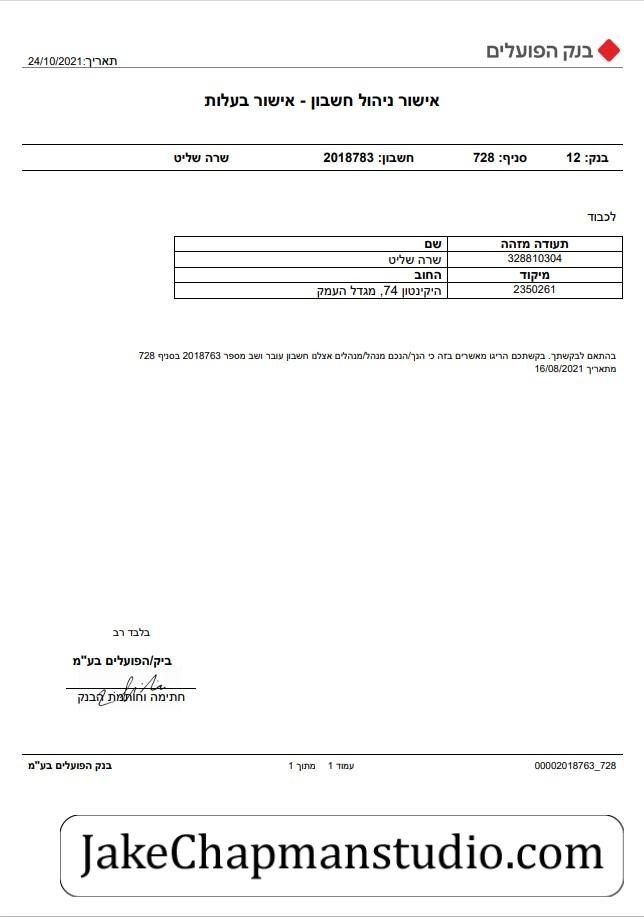 בנק הפועלים
תאריך:24/10/2021
אישור ניהול חשבון - אישור בעלות
בנק: 12 סניף: 728 חשבון: 2018783 שרה שליט
לכבוד
תעודה מזהה שם
328810304 שרה שליט
מיקוד החוב
2350261 היקינטון 74, מגדל העמק
בהתאם לבקשתך. בקשתכם הריגו מאשרים בזה כי הנך/הנכם מנהל/מנהלים אצלנו חשבון עובר ושב מספר 2018763 בסניף 728
מתאריך 16/08/2021
בלבד רב
ביק/הפועלים בע"מ
חתימה וחותמת הבנק
728_00002018763 עמוד 1 מתוך 1 בנק הפועלים בע"מ
JakeChapmanstudio.com